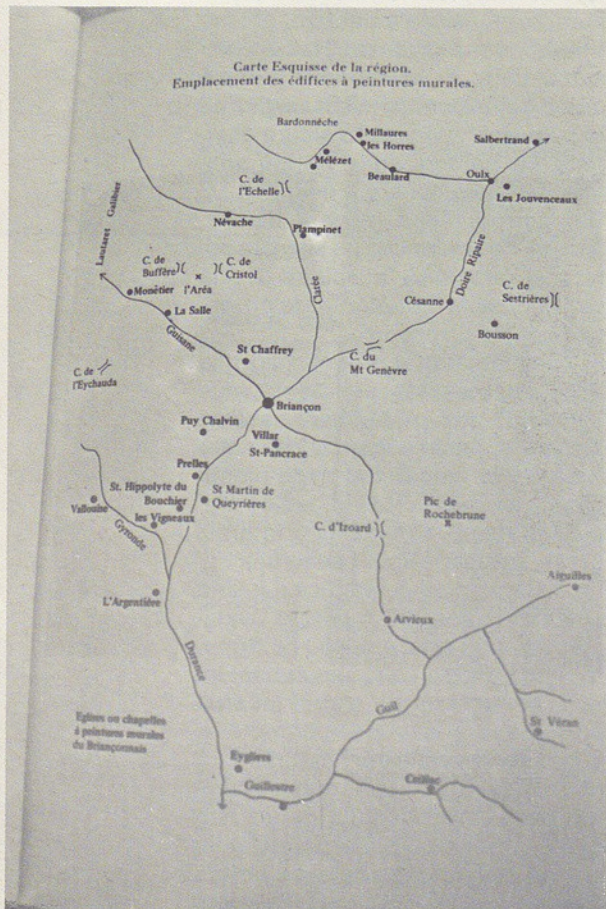 Carte Esquisse de la région.
Emplacement des édifices à peintures murales.
Bardonnêche
Millaures
les Horres
Salbertrand
Mélézet
Beaulard
Oulx
C. de
l'Echelle
Les Jouvenceaux
Névache
Plampinet
Lautaret Galibier
C. de
Buffère
C. de
Cristol
Clarée
Doire Ripaire
Monêtier
l'Aréa
Césanne
C. de
Sestrières
La Salle
Bousson
Guisane
St Chaffrey
C. du
Mt Genèvre
C. de
l'Eychauda
Briançon
Puy Chalvin
Villar
St-Pancrace
Prelles
St. Hippolyte du
Bouchier
St Martin de
Queyrières
Pic de
Rochebrune
Vallouise
les Vigneaux
C. d'Izoard
Gyronde
Aiguilles
L'Argentière
Arvieux
Durance
Guil
Eglises ou chapelles
à peintures murales
du Briançonnais
St Véran
Eygliers
Guillestre
Ceillac